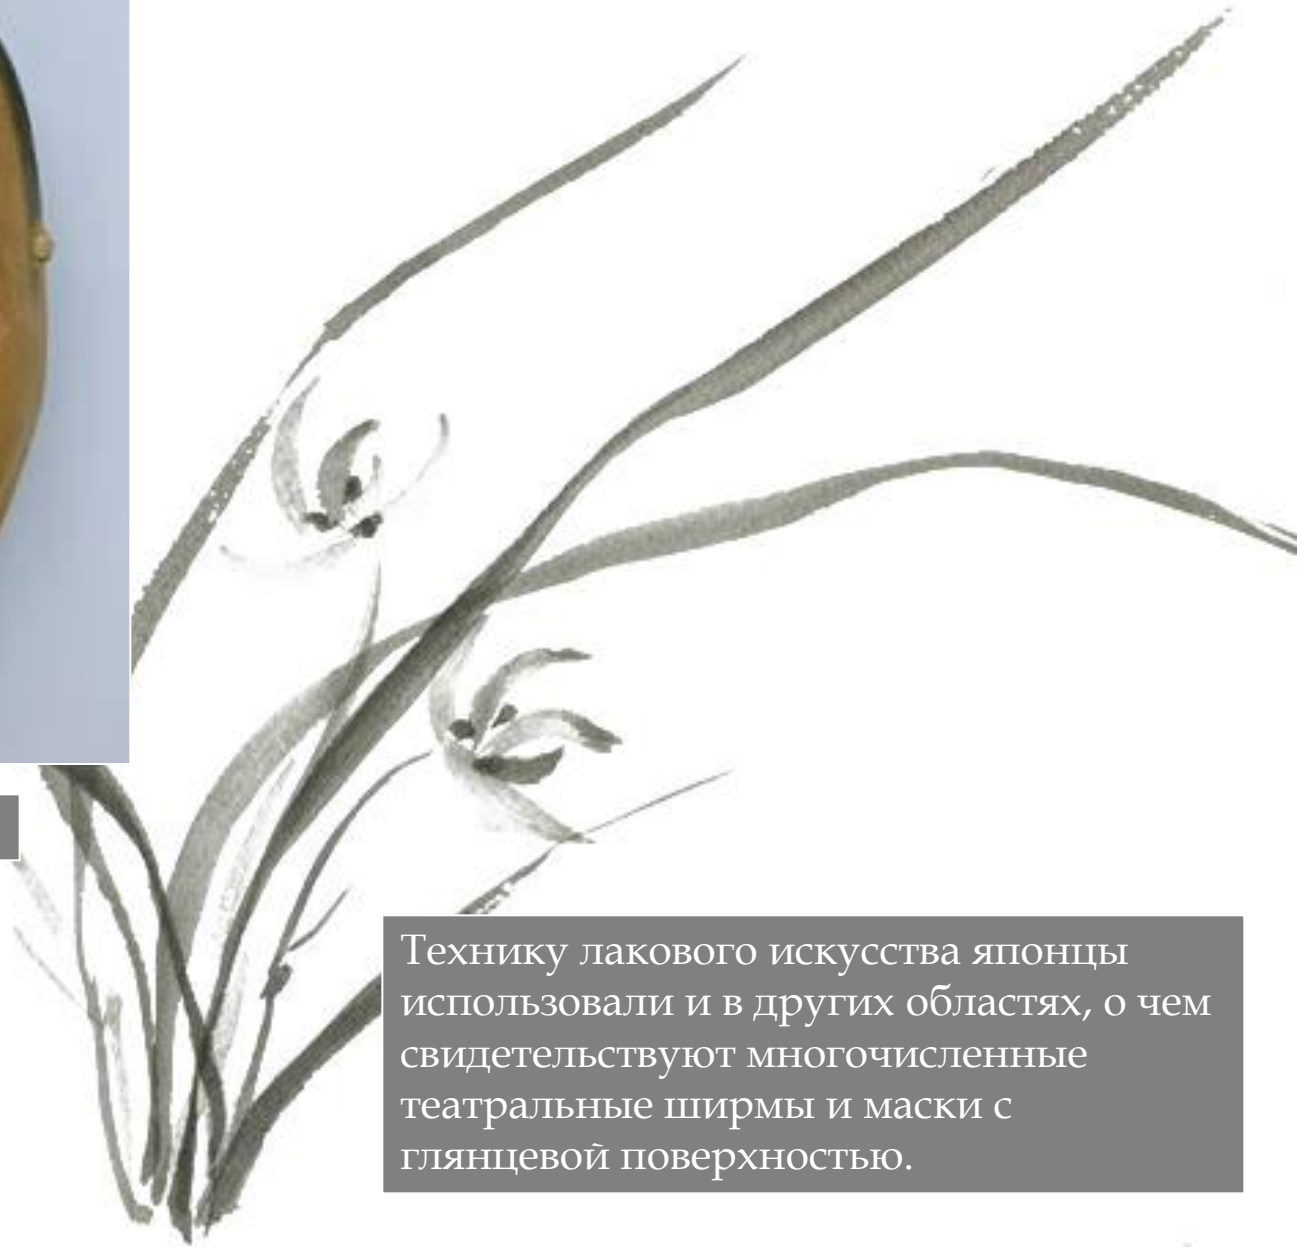 Технику лакового искусства японцы
использовали и в других областях, о чем
свидетельствуют многочисленные
театральные ширмы и маски с
глянцевой поверхностью.